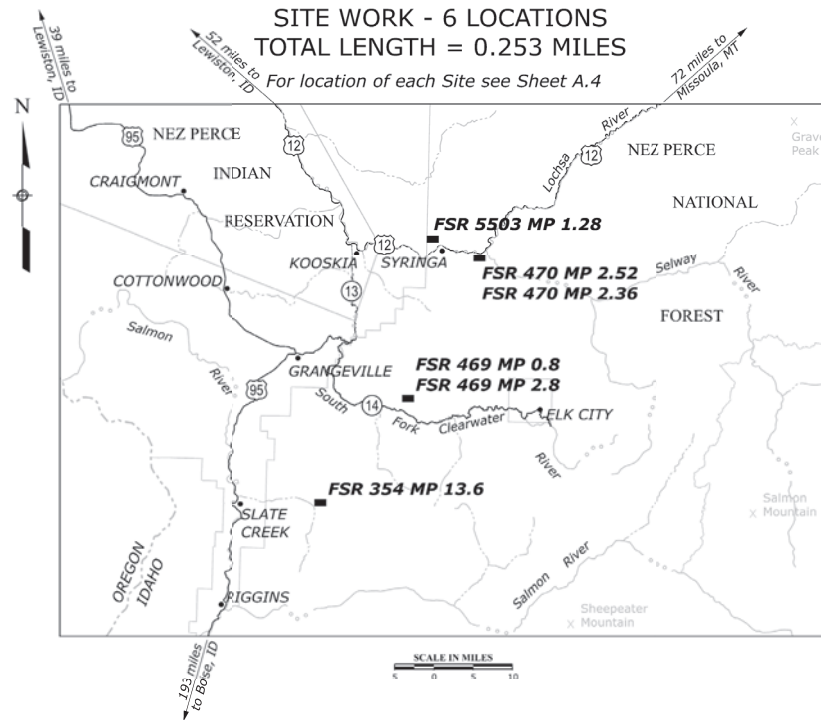 SITE WORK - 6 LOCATIONS
TOTAL LENGTH = 0.253 MILES
For location of each Site see Sheet A.4
39 miles to
Lewiston, ID
52 miles to
Lewiston, ID
72 miles to
Missoula, MT
N
95
NEZ PERCE
INDIAN
RESERVATION
12
Lochsa
River
12
NEZ PERCE
NATIONAL
FOREST
Grave
Peak
CRAIGMONT
FSR 5503 MP 1.28
KOOSKIA
12
SYRINGA
FSR 470 MP 2.52
FSR 470 MP 2.36
Selway
River
COTTONWOOD
13
Salmon
River
GRANGEVILLE
95
FSR 469 MP 0.8
FSR 469 MP 2.8
South
14
Fork
Clearwater
River
ELK CITY
FSR 354 MP 13.6
SLATE
CREEK
Salmon
Mountain
OREGON
IDAHO
RIGGINS
Salmon
River
Sheepeater
Mountain
193 miles
to Bose, ID
SCALE IN MILES
5 0 10